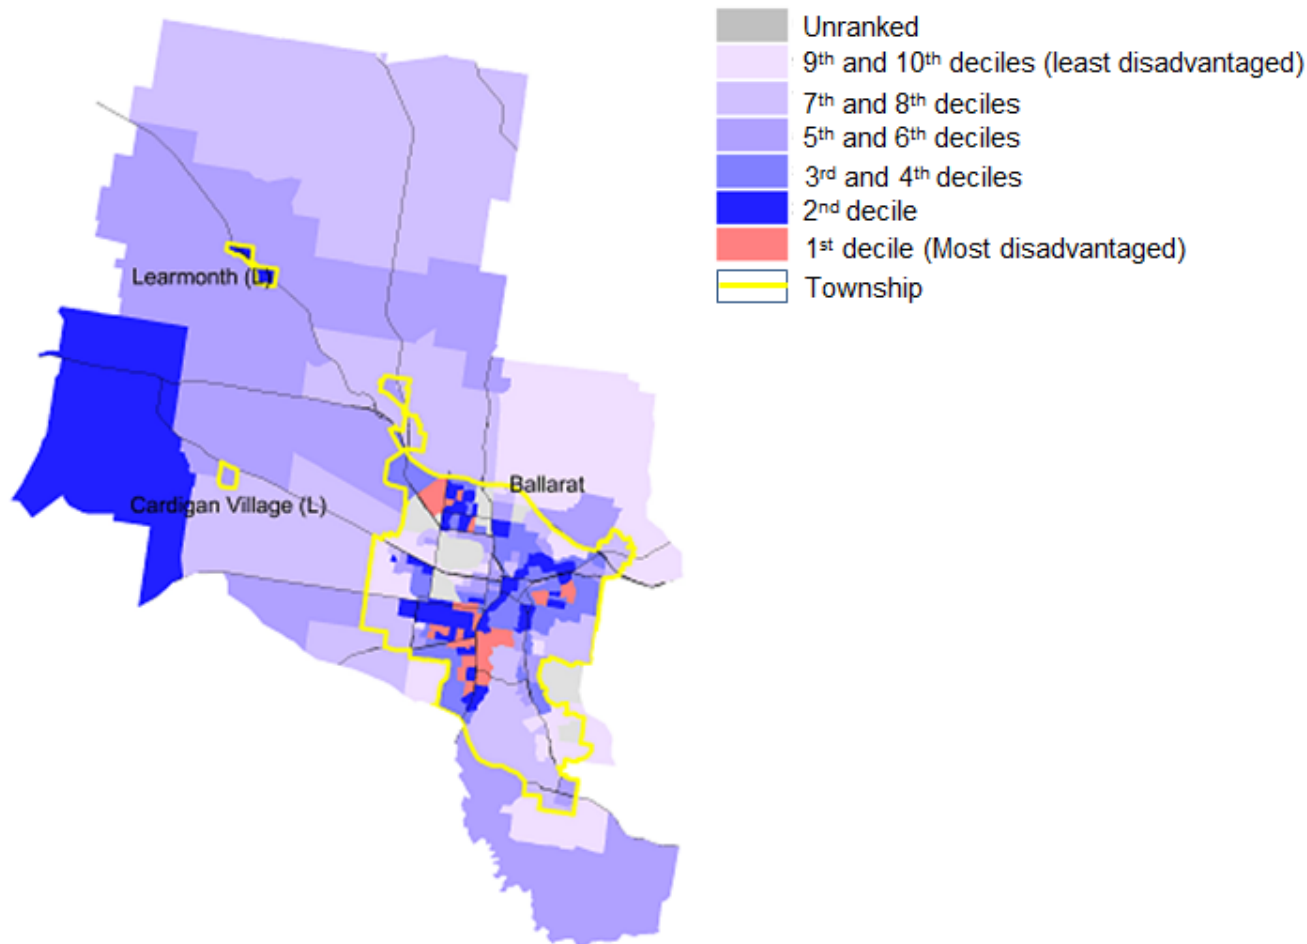 Unranked
9th and 10th deciles (least disadvantaged)
7th and 8th deciles
5th and 6th deciles
3rd and 4th deciles
2nd decile
1st decile (Most disadvantaged)
Township
Learmonth (L)
Ballarat
Cardigan Village (L)